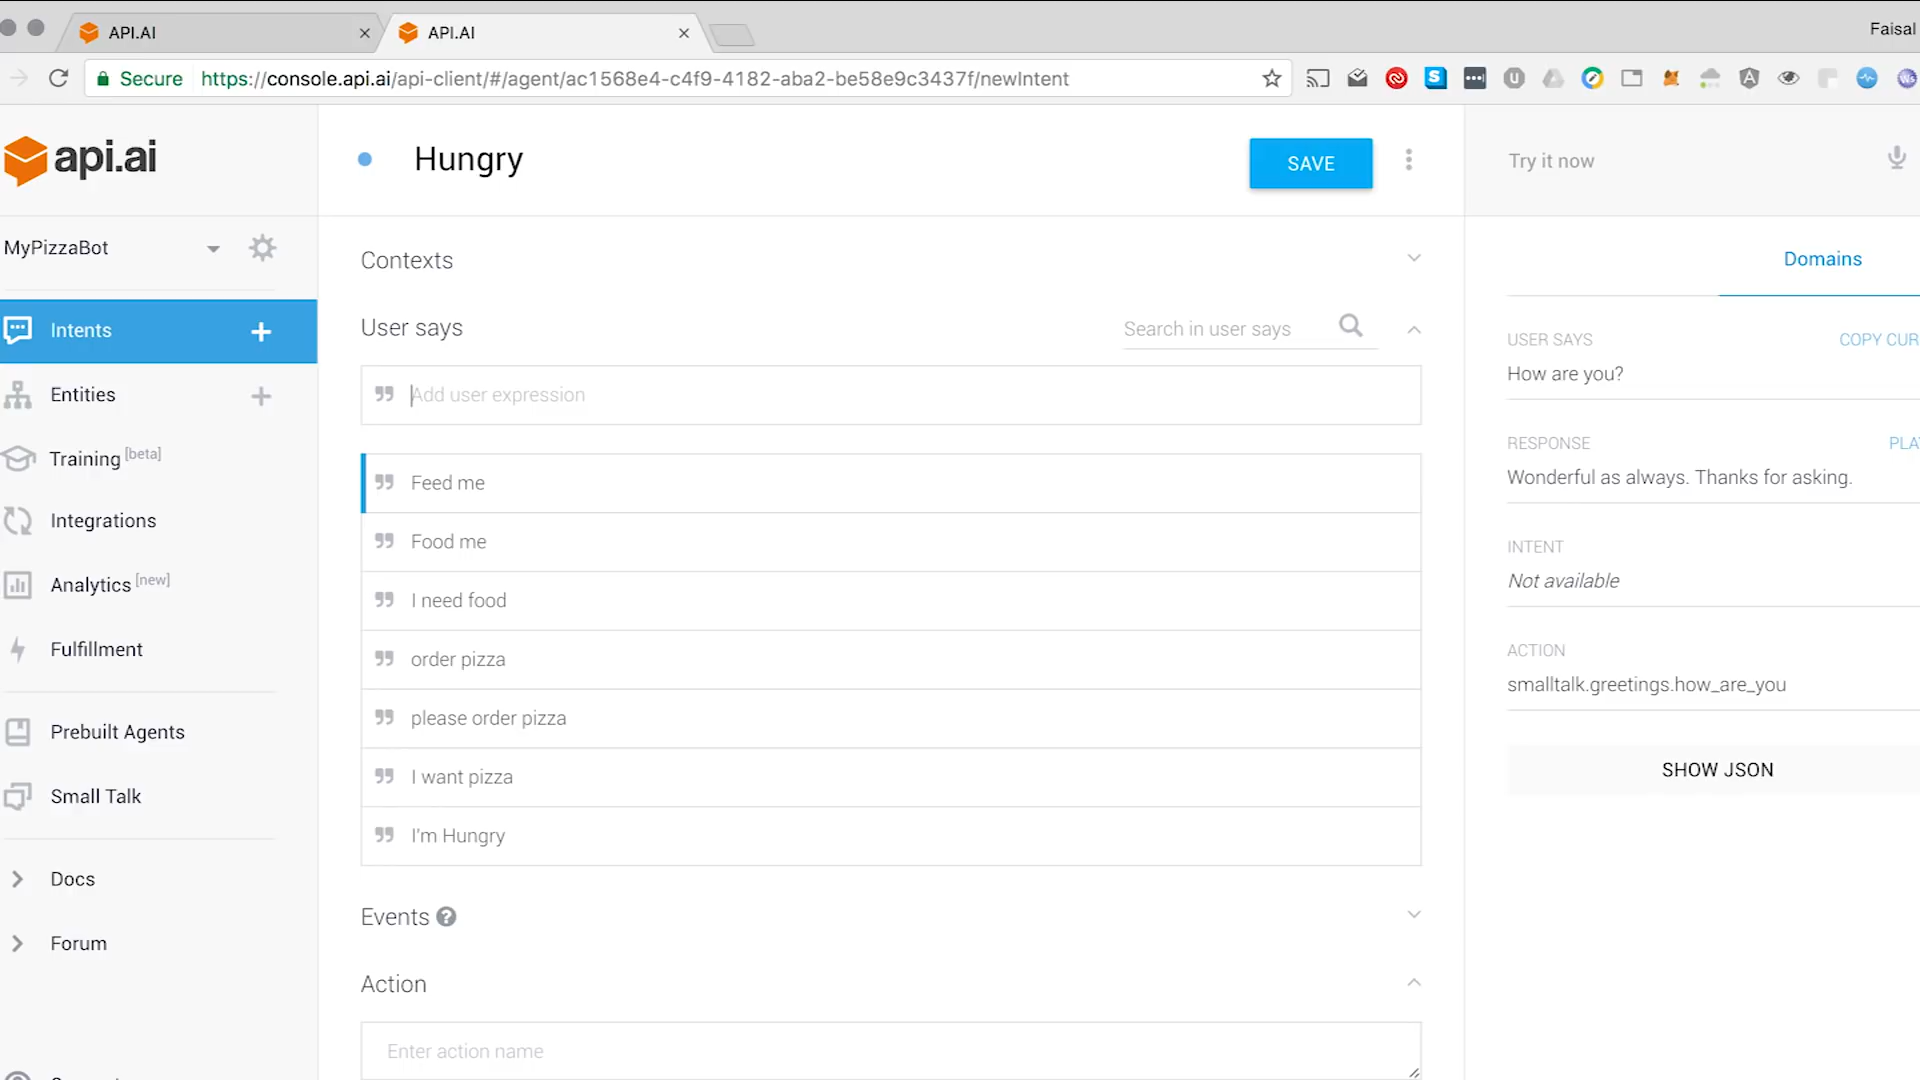 API.AI
API.AI
Faisal
Secure https://console.api.ai/api-client/#/agent/ac1568e4-c4f9-4182-aba2-be58e9c3437f/newIntent
api.ai
Hungry
SAVE
Try it now
MyPizzaBot
Intents
Entities
Training [beta]
Integrations
Analytics [new]
Fulfillment
Prebuilt Agents
Small Talk
Docs
Forum
Contexts
User says
Search in user says
Add user expression
Feed me
Food me
I need food
order pizza
please order pizza
I want pizza
I'm Hungry
Events
Action
Enter action name
Domains
USER SAYS
COPY CUR
How are you?
RESPONSE
PLA
Wonderful as always. Thanks for asking.
INTENT
Not available
ACTION
smalltalk.greetings.how_are_you
SHOW JSON